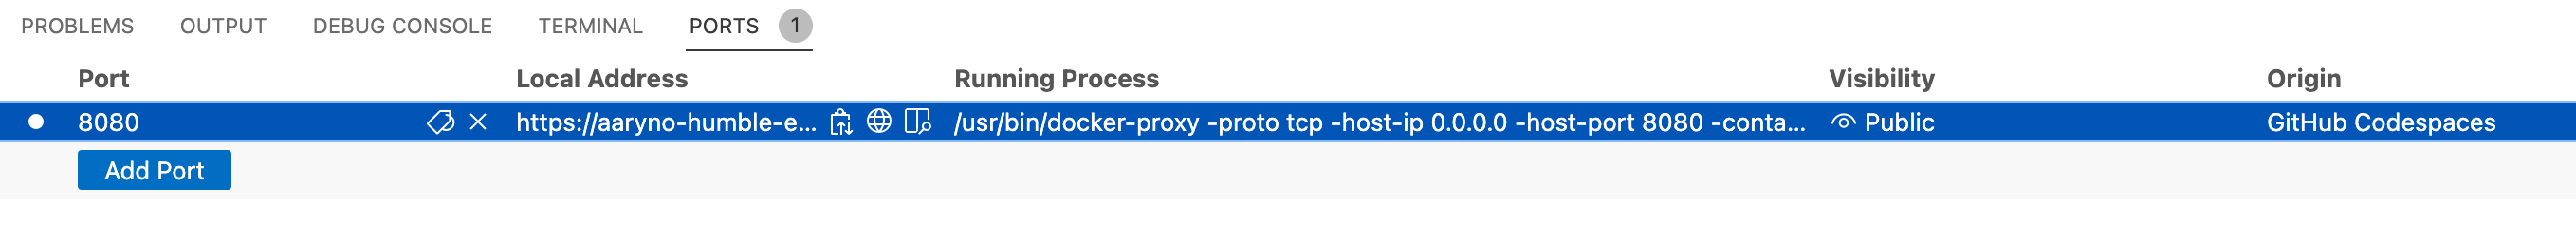 PROBLEMS OUTPUT DEBUG CONSOLE TERMINAL PORTS 1
Port Local Address Running Process Visibility Origin
8080 https://aaryno-humble-e... /usr/bin/docker-proxy -proto tcp -host-ip 0.0.0.0 -host-port 8080 -conta... Public GitHub Codespaces
Add Port